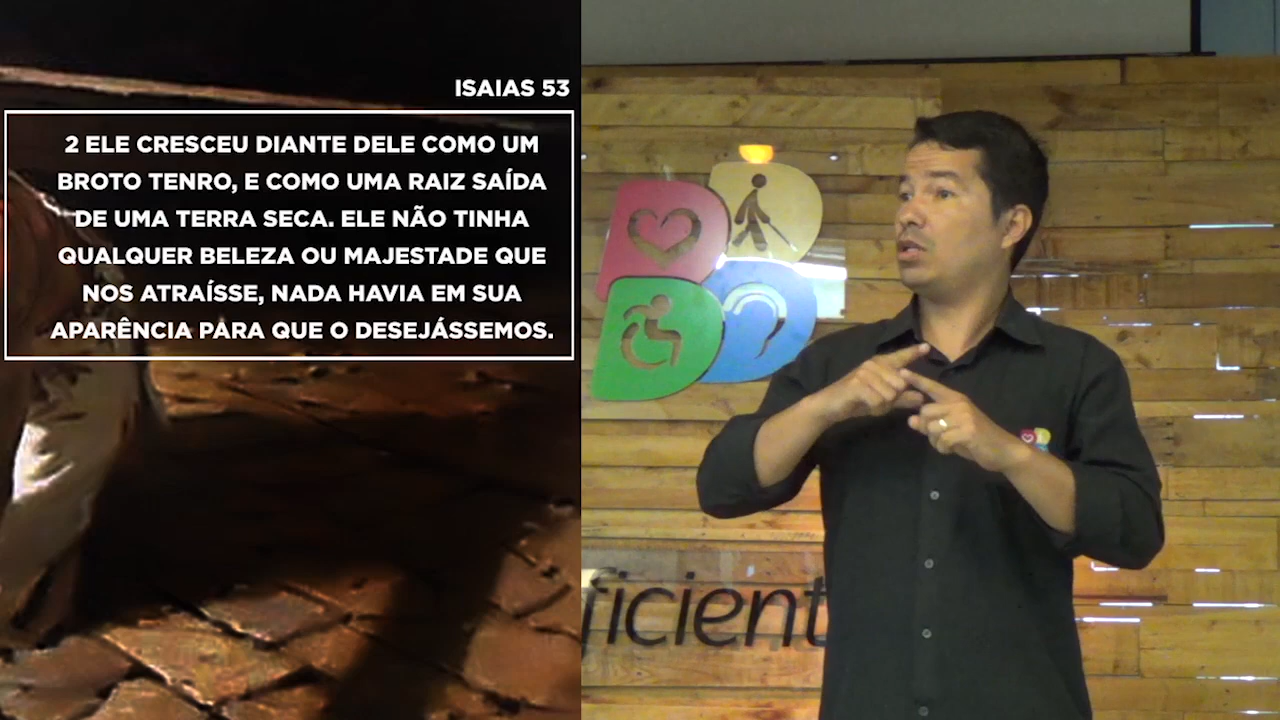 ISAIAS 53
2 ELE CRESCEU DIANTE DELE COMO UM
BROTO TENRO, E COMO UMA RAIZ SAÍDA
DE UMA TERRA SECA. ELE NÃO TINHA
QUALQUER BELEZA OU MAJESTADE QUE
NOS ATRAÍSSE, NADA HAVIA EM SUA
APARÊNCIA PARA QUE O DESEJÁSSEMOS.
ficient